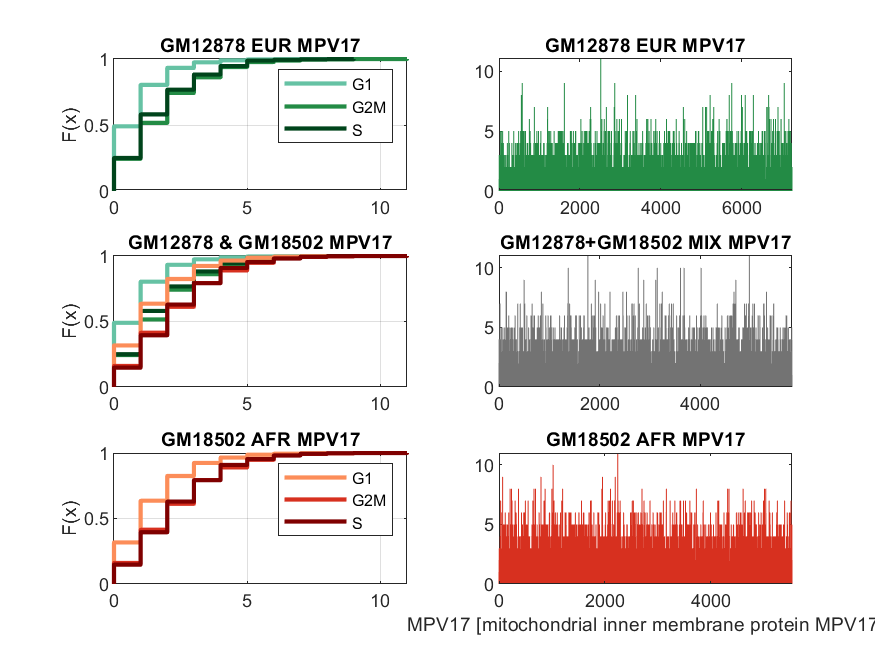 GM12878 EUR MPV17
F(x)
1
0.5
0
0
5
10
G1
G2M
S
GM12878 EUR MPV17
10
5
0
0
2000
4000
6000
GM12878 & GM18502 MPV17
F(x)
1
0.5
0
0
5
10
GM12878+GM18502 MIX MPV17
10
5
0
0
2000
4000
GM18502 AFR MPV17
F(x)
1
0.5
0
0
5
10
G1
G2M
S
GM18502 AFR MPV17
10
5
0
0
2000
4000
MPV17 [mitochondrial inner membrane protein MPV17